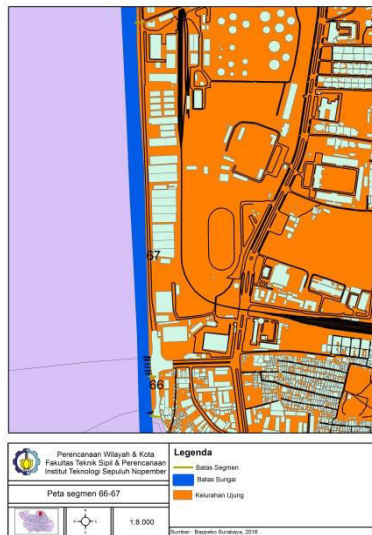 67
66
Perencanaan Wilayah & Kota
Fakultas Teknik Sipil & Perencanaan
Institut Teknologi Sepuluh Nopember
Peta segmen 66-67
1:8.000
Legenda
Batas Segmen
Batas Sungai
Kelurahan Ujung
Sumber : Bappeko Surabaya, 2016